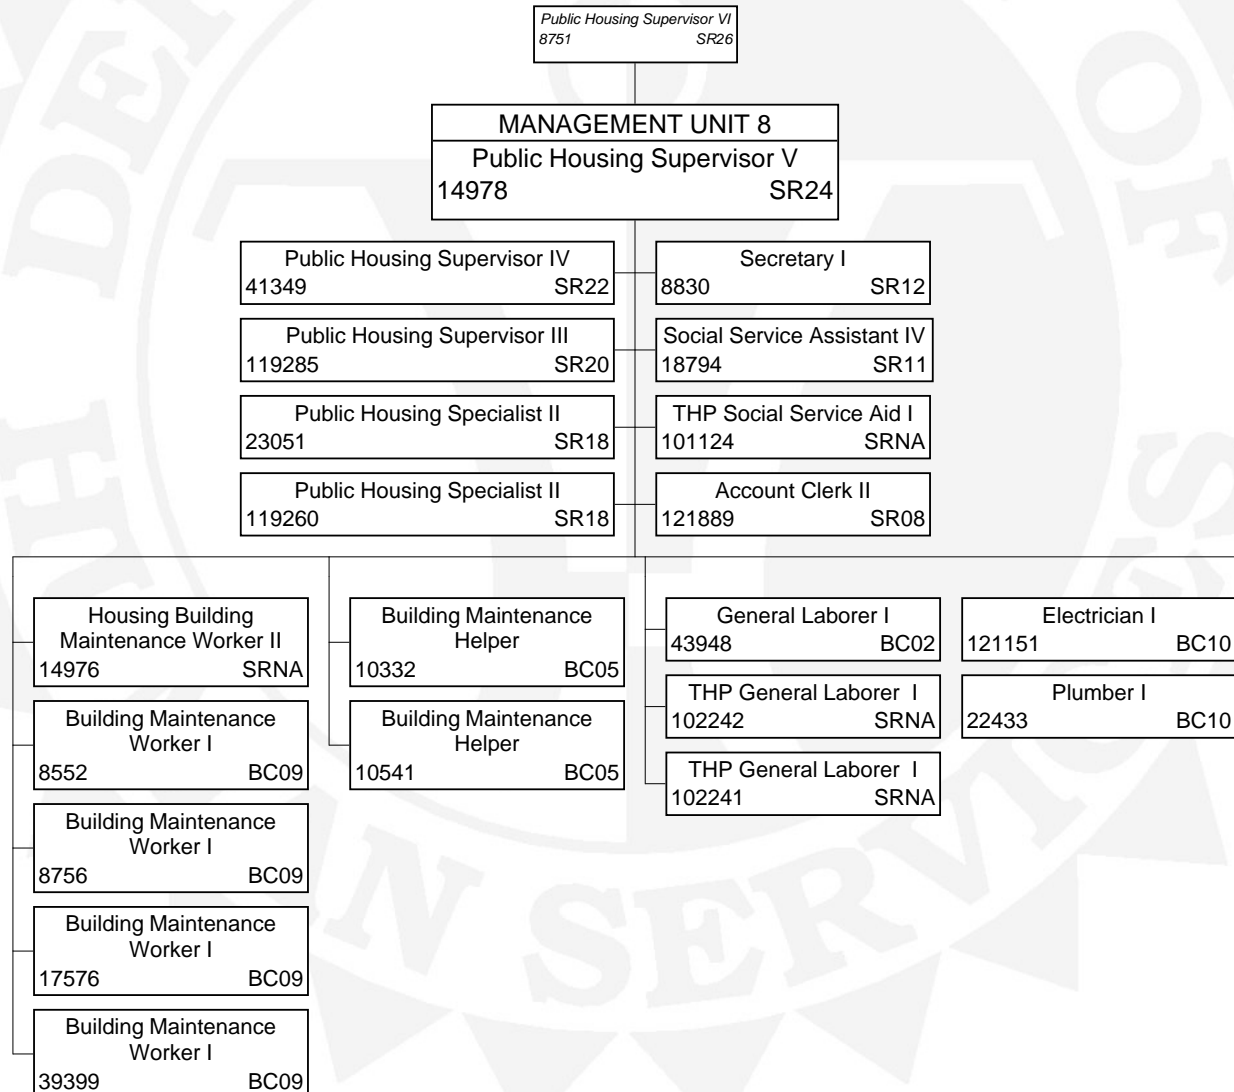 Public Housing Supervisor VI
8751 SR26
MANAGEMENT UNIT 8
Public Housing Supervisor V
14978 SR24
Public Housing Supervisor IV
41349 SR22
Secretary I
8830 SR12
Public Housing Supervisor III
119285 SR20
Social Service Assistant IV
18794 SR11
Public Housing Specialist II
23051 SR18
THP Social Service Aid I
101124 SRNA
Public Housing Specialist II
119260 SR18
Account Clerk II
121889 SR08
Housing Building
Maintenance Worker II
14976 SRNA
Building Maintenance
Worker I
8552 BC09
Building Maintenance
Worker I
8756 BC09
Building Maintenance
Worker I
17576 BC09
Building Maintenance
Worker I
39399 BC09
Building Maintenance
Helper
10332 BC05
Building Maintenance
Helper
10541 BC05
General Laborer I
43948 BC02
THP General Laborer I
102242 SRNA
THP General Laborer I
102241 SRNA
Electrician I
121151 BC10
Plumber I
22433 BC10
OF
SERVICES